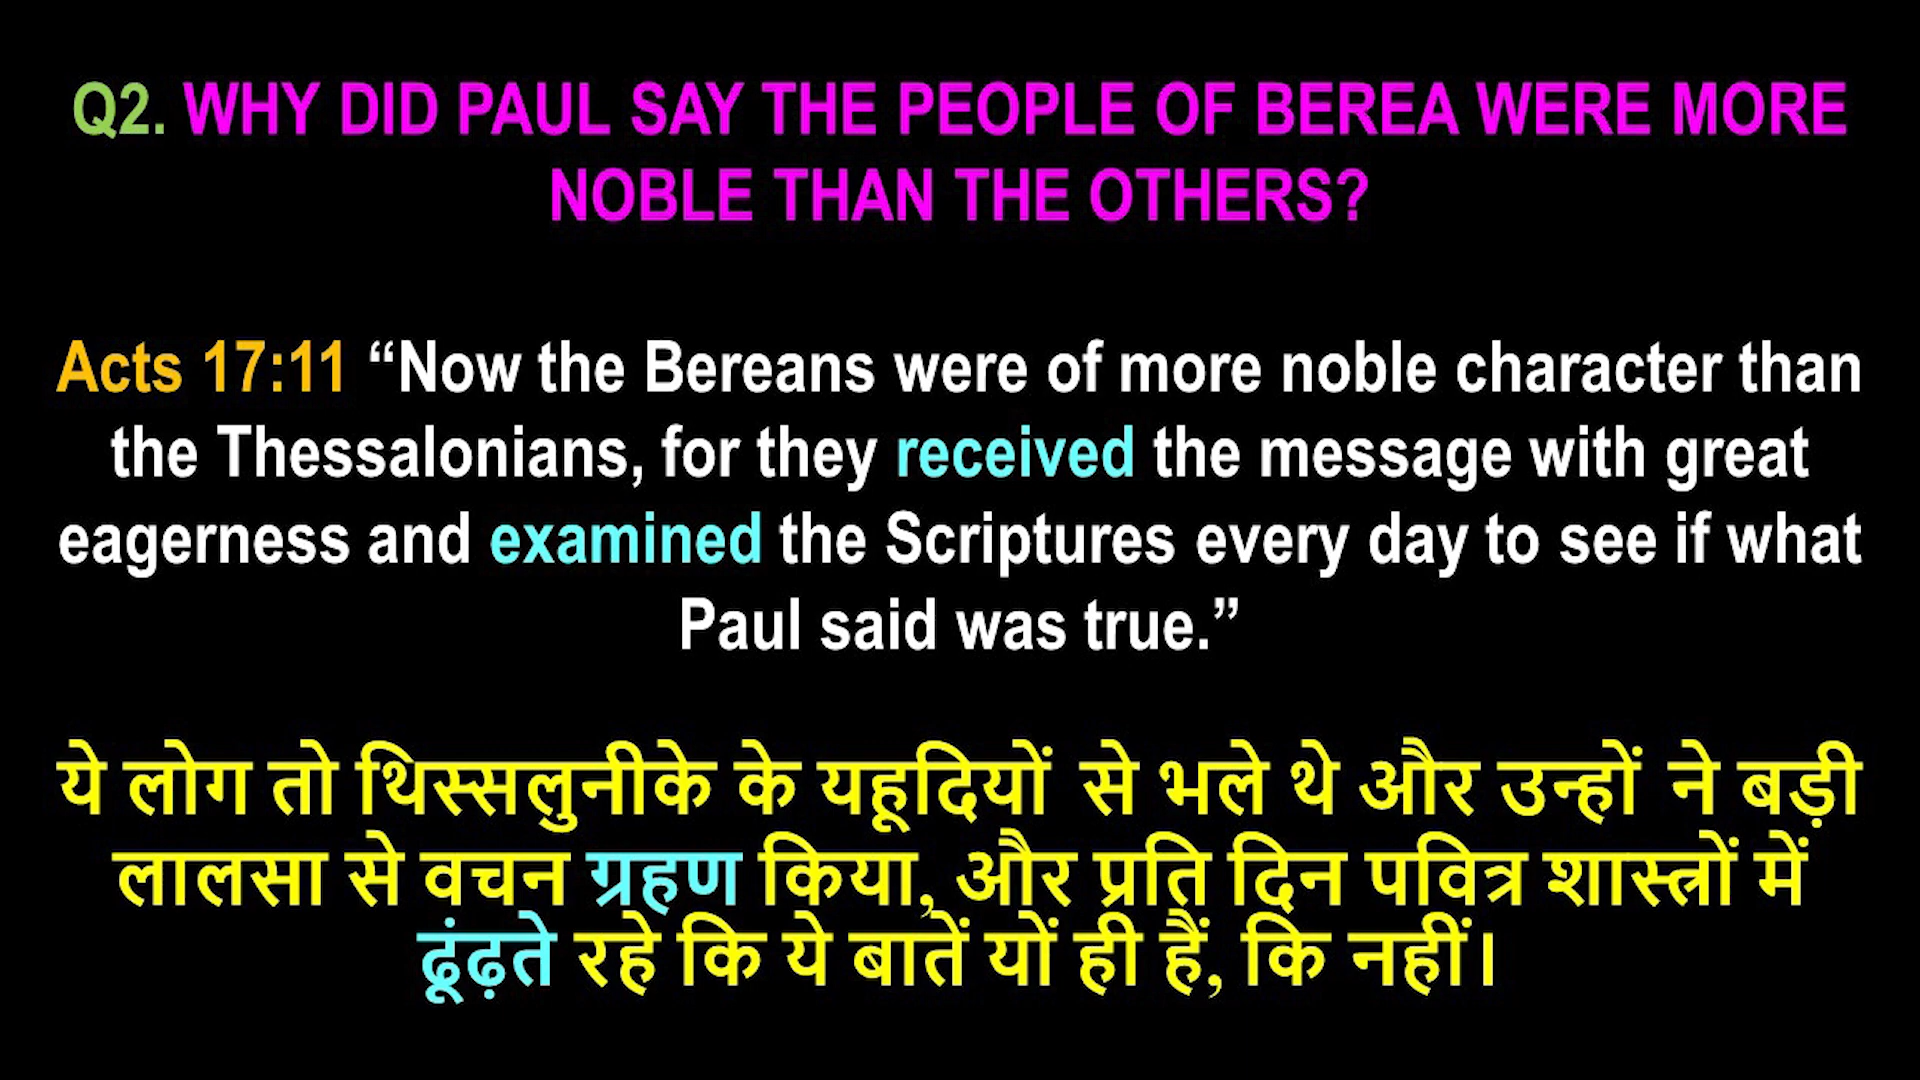 Q2. WHY DID PAUL SAY THE PEOPLE OF BEREA WERE MORE
NOBLE THAN THE OTHERS?
Acts 17:11 “Now the Bereans were of more noble character than
the Thessalonians, for they received the message with great
eagerness and examined the Scriptures every day to see if what
Paul said was true.”
ये लोग तो थिस्सलुनीके के यहूदियों से भले थे और उन्हों ने बड़ी
लालसा से वचन ग्रहण किया, और प्रति दिन पवित्र शास्त्रों में
ढूंढ़ते रहे कि ये बातें यों ही हैं, कि नहीं।